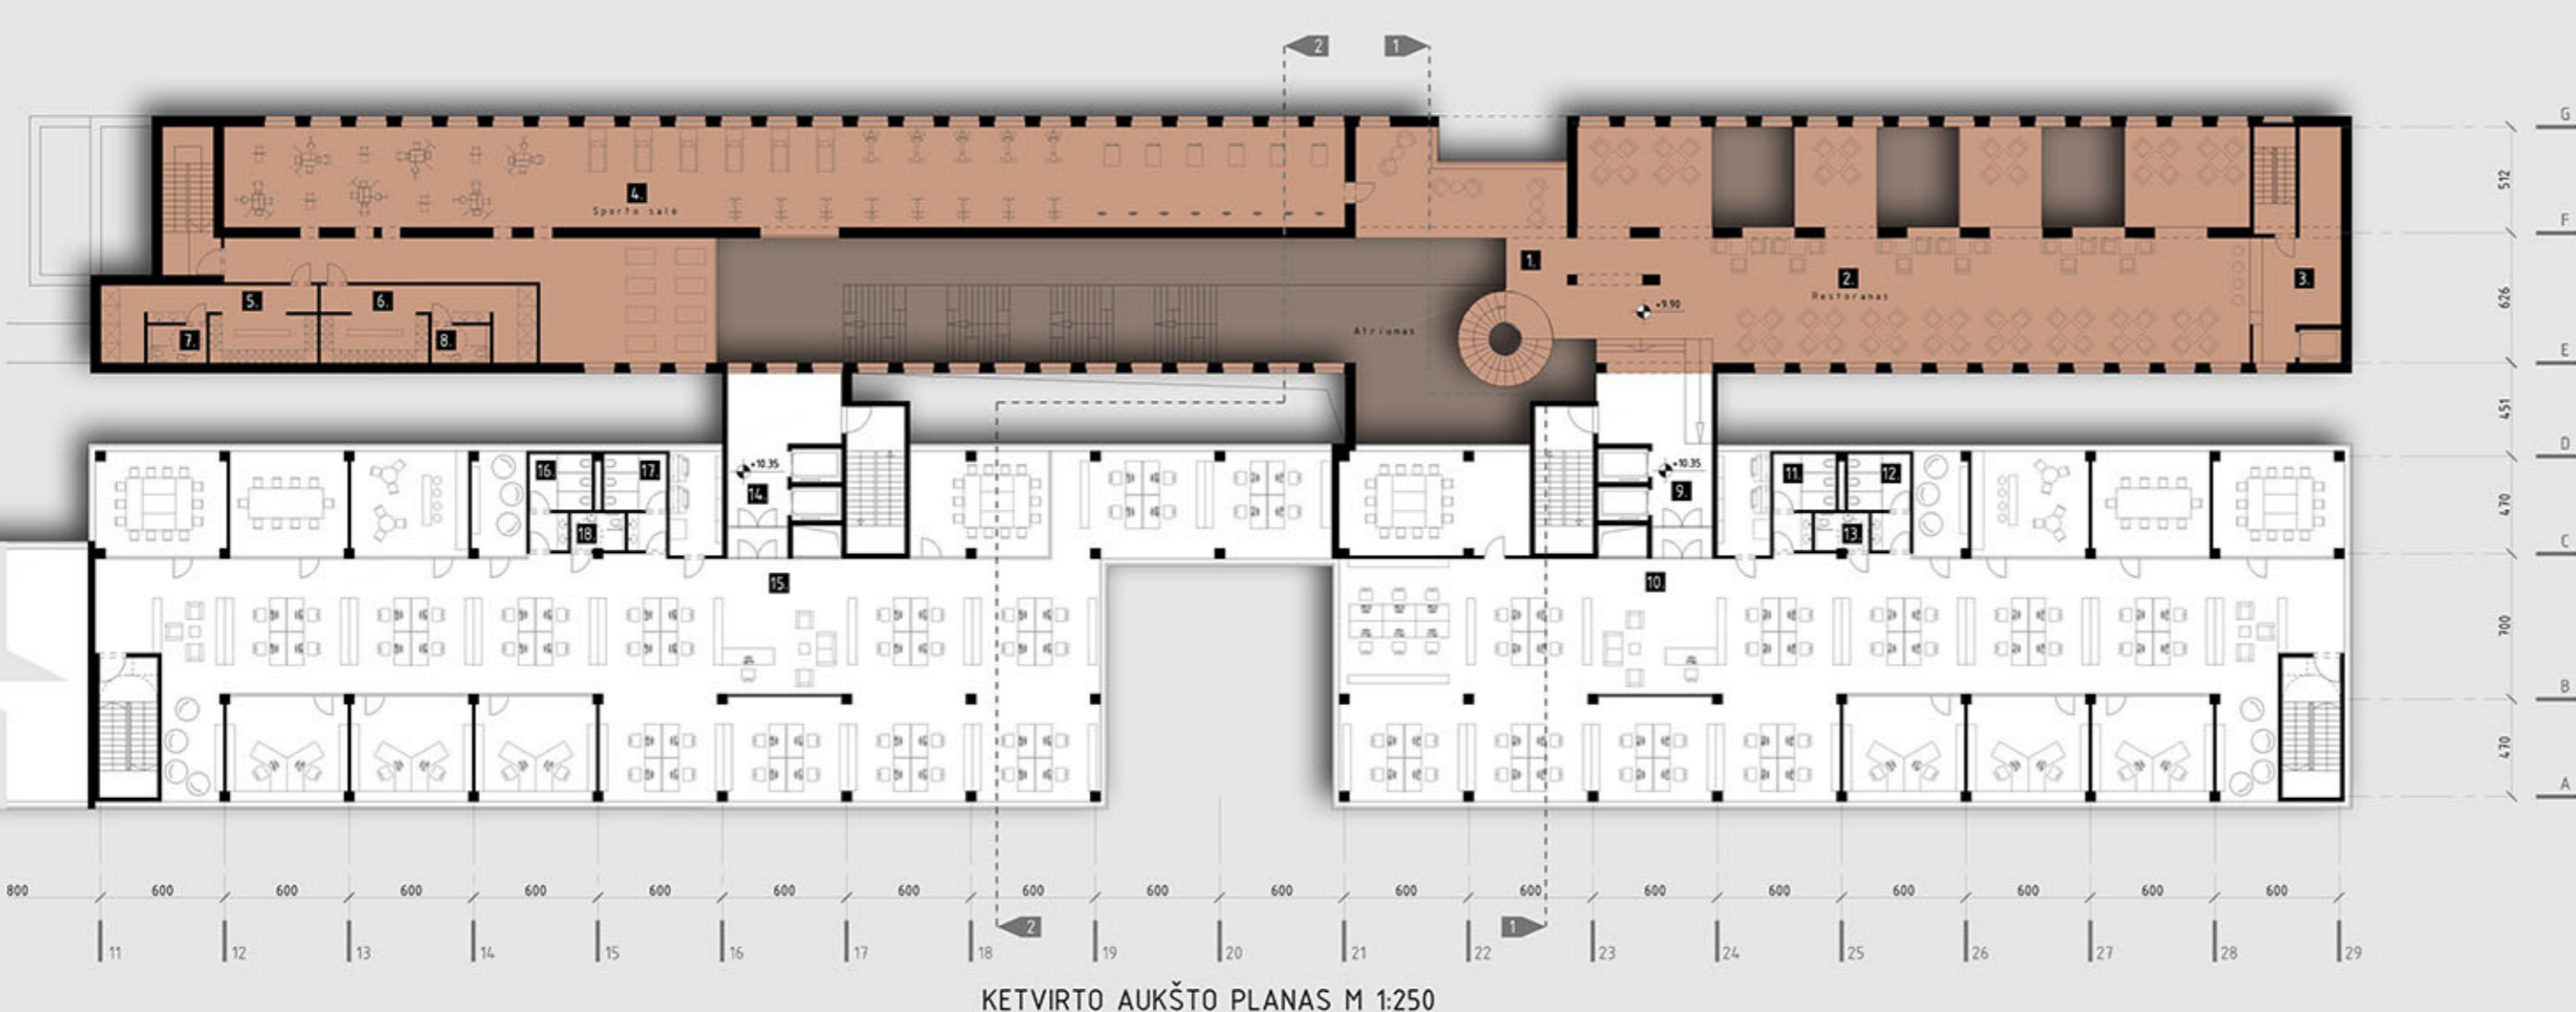 2 1
G
4.
Sporto salė
512
F
1.
2.
Restoranas
3.
5. 6.
+9.90
626
7. 8.
Atriumas
E
451
D
16. 17.
+10.35
14.
+10.35
9.
11. 12.
470
18.
13.
C
15.
10.
700
B
470
A
800 600 600 600 600 600 600 600 600 600 600 600 600 600 600 600 600 600 600
2 1
11 12 13 14 15 16 17 18 19 20 21 22 23 24 25 26 27 28 29
KETVIRTO AUKŠTO PLANAS M 1:250